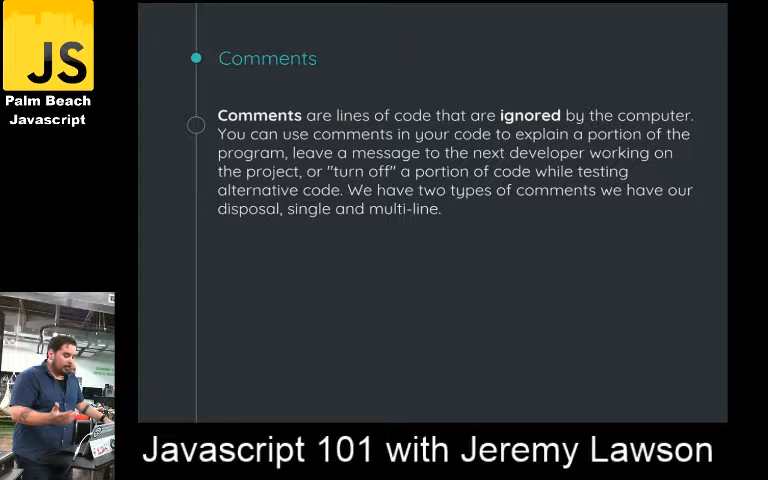 JS
Palm Beach
Javascript
Comments
Comments are lines of code that are ignored by the computer.
You can use comments in your code to explain a portion of the
program, leave a message to the next developer working on
the project, or "turn off" a portion of code while testing
alternative code. We have two types of comments we have our
disposal, single and multi-line.
Javascript 101 with Jeremy Lawson